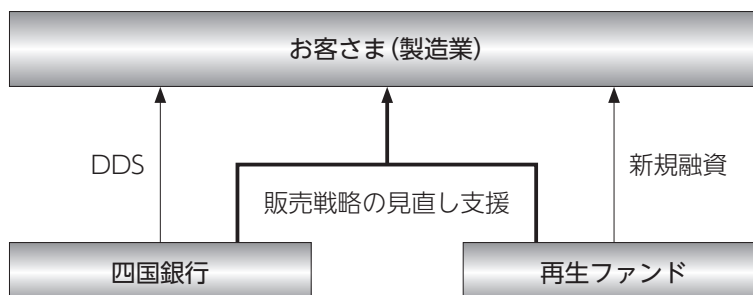 お客さま(製造業)
DDS
新規融資
販売戦略の見直し支援
四国銀行
再生ファンド